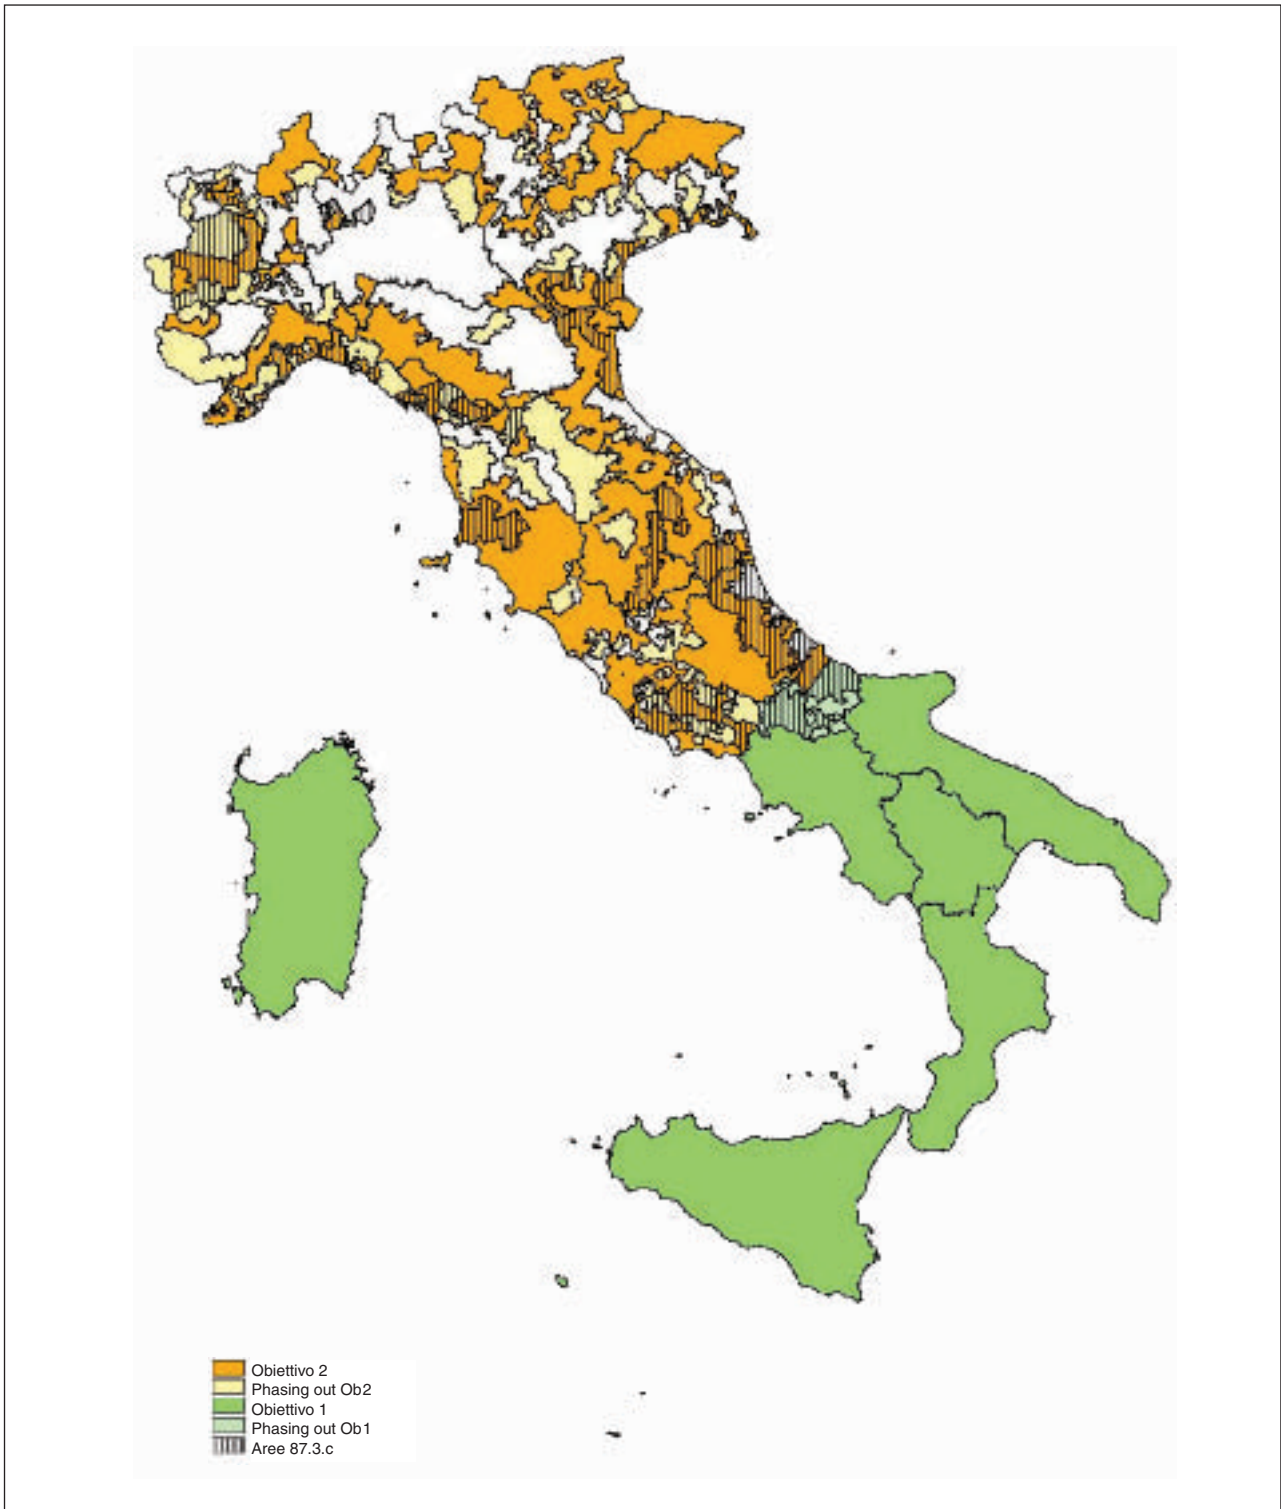 Obiettivo 2
Phasing out Ob2
Obiettivo 1
Phasing out Ob1
Aree 87.3.c